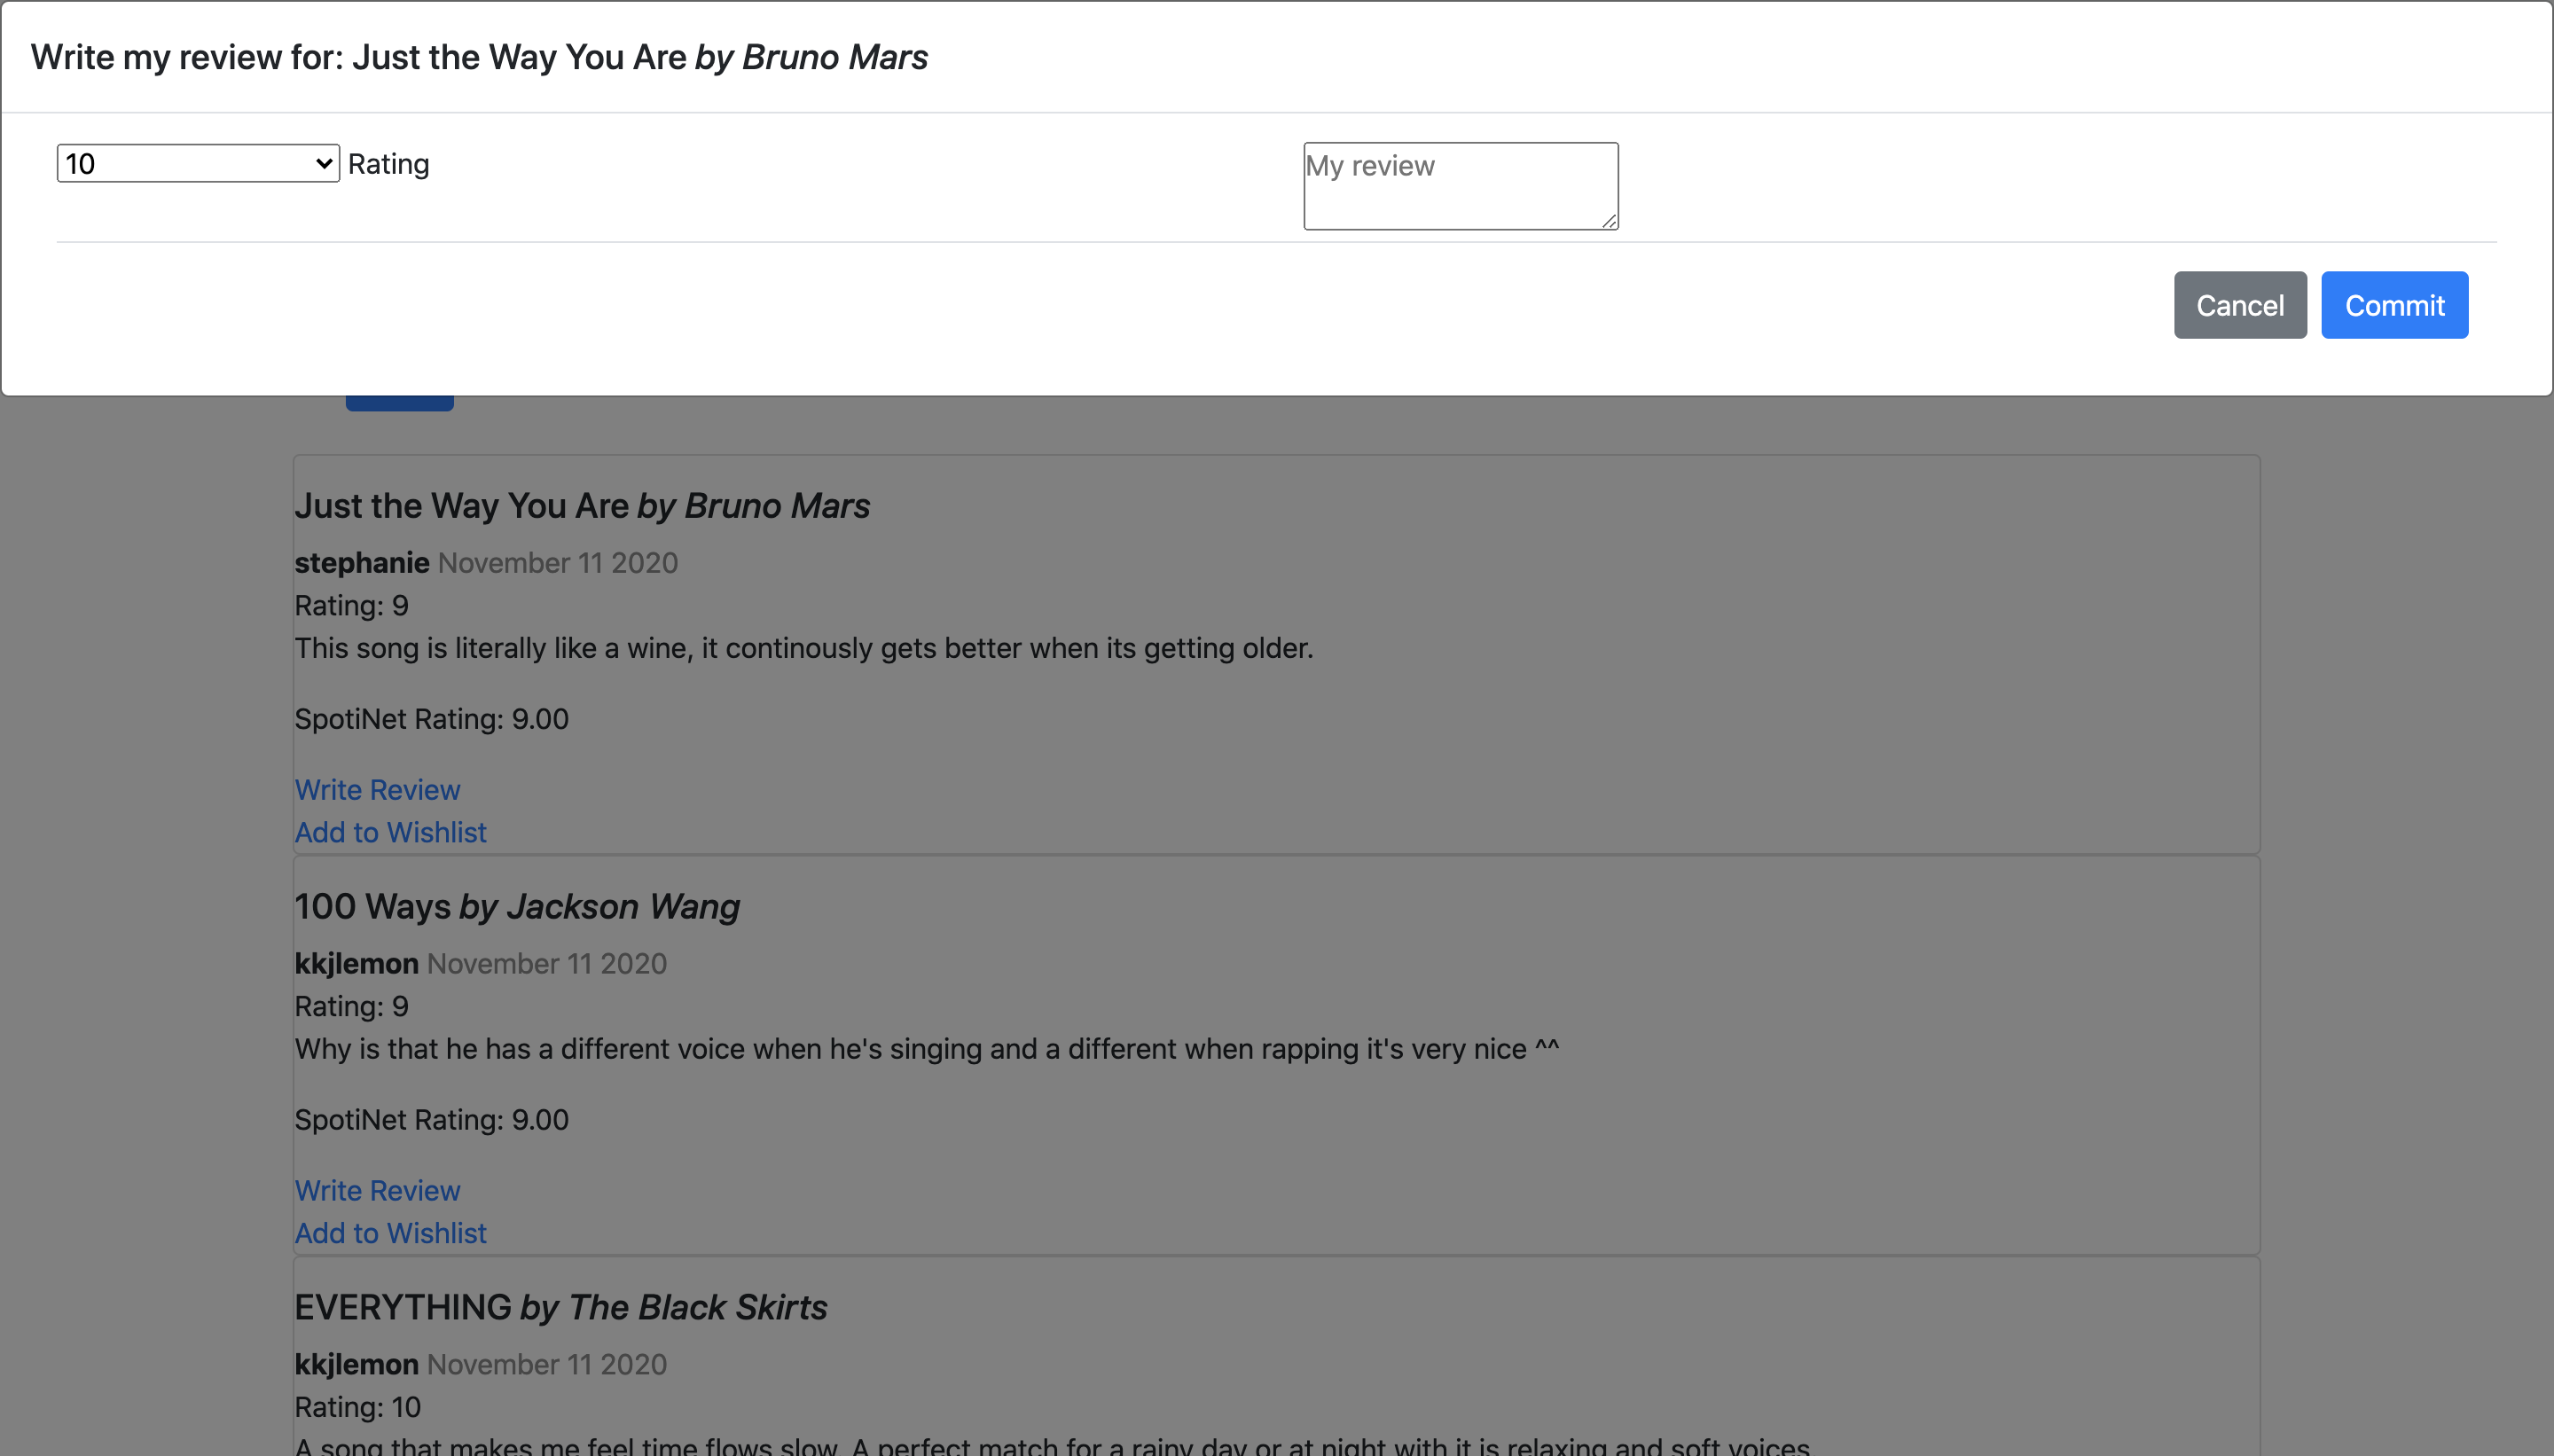 Write my review for: Just the Way You Are by Bruno Mars
10 Rating
My review
Cancel Commit
Just the Way You Are by Bruno Mars
stephanie November 11 2020
Rating: 9
This song is literally like a wine, it continously gets better when its getting older.
SpotiNet Rating: 9.00
Write Review
Add to Wishlist
100 Ways by Jackson Wang
kkjlemon November 11 2020
Rating: 9
Why is that he has a different voice when he's singing and a different when rapping it's very nice ^^
SpotiNet Rating: 9.00
Write Review
Add to Wishlist
EVERYTHING by The Black Skirts
kkjlemon November 11 2020
Rating: 10
A song that makes me feel time flows slow. A perfect match for a rainy day or at night with it is relaxing and soft voices